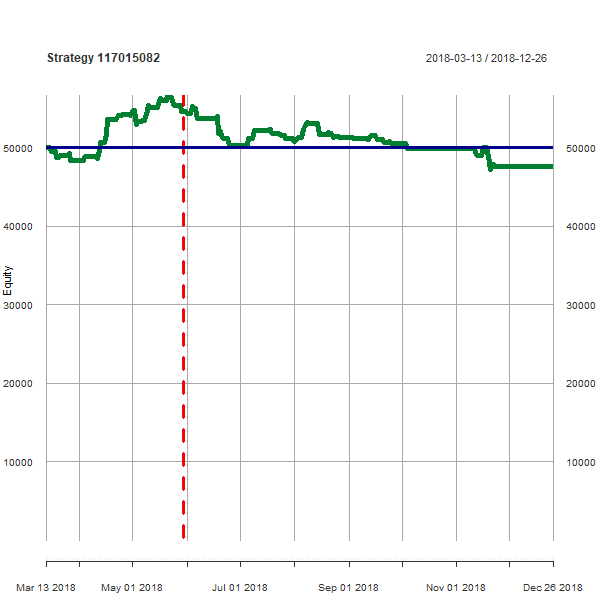 Strategy 117015082
2018-03-13 / 2018-12-26
50000
50000
40000
40000
Equity
30000
30000
20000
20000
10000
10000
Mar 13 2018
May 01 2018
Jul 01 2018
Sep 01 2018
Nov 01 2018
Dec 26 2018